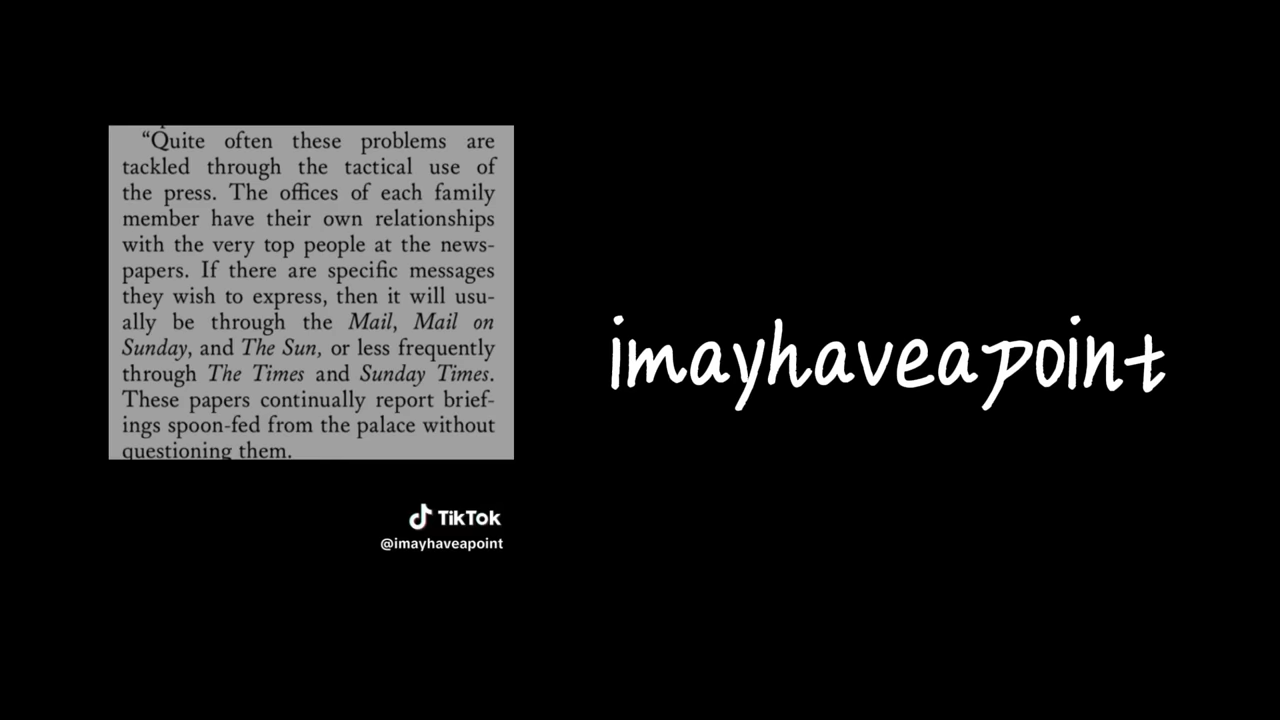 “Quite often these problems are
tackled through the tactical use of
the press. The offices of each family
member have their own relationships
with the very top people at the news-
papers. If there are specific messages
they wish to express, then it will usu-
ally be through the Mail, Mail on
Sunday, and The Sun, or less frequently
through The Times and Sunday Times.
These papers continually report brief-
ings spoon-fed from the palace without
questioning them.
imayhaveapoint
TikTok
@imayhaveapoint